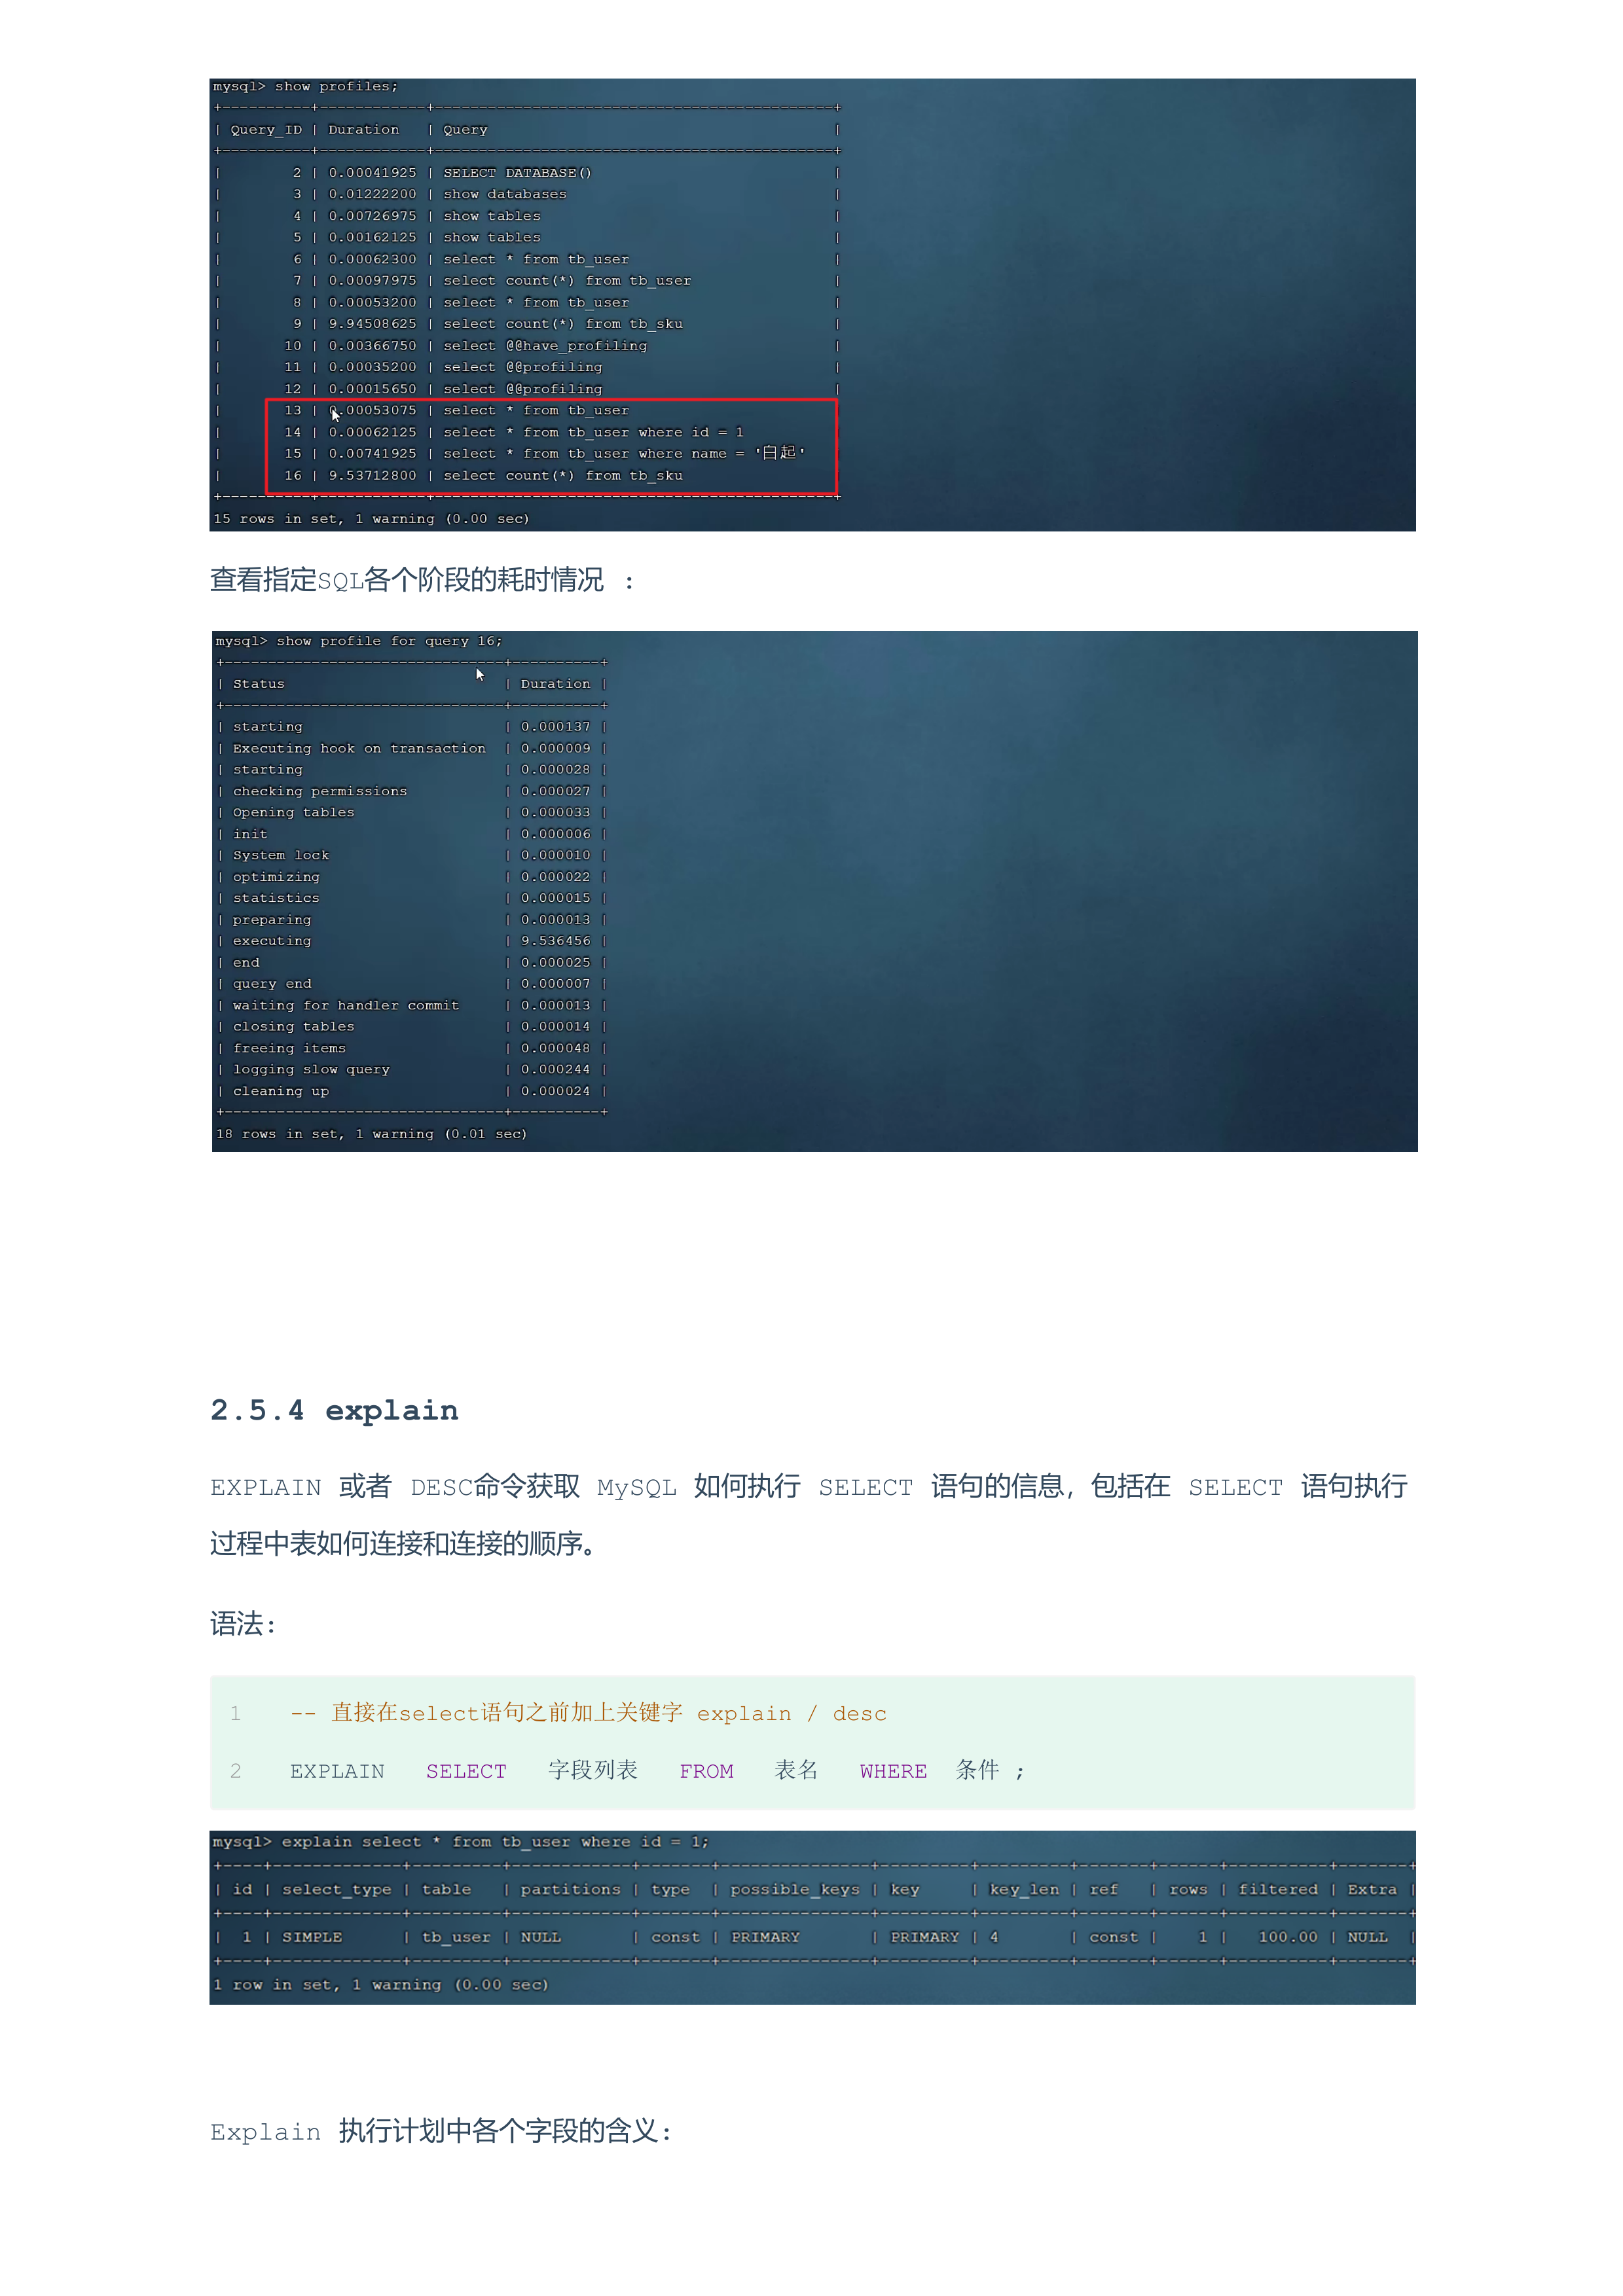 mysql> show profiles;
+----------+------------+---------------------------------------------+
| Query_ID | Duration | Query |
+----------+------------+---------------------------------------------+
| 2 | 0.00041925 | SELECT DATABASE() |
| 3 | 0.01222200 | show databases |
| 4 | 0.00726975 | show tables |
| 5 | 0.00162125 | show tables |
| 6 | 0.00062300 | select * from tb_user |
| 7 | 0.00097975 | select count(*) from tb_user |
| 8 | 0.00053200 | select * from tb_user |
| 9 | 9.94508625 | select count(*) from tb_sku |
| 10 | 0.00366750 | select @@have_profiling |
| 11 | 0.00035200 | select @@profiling |
| 12 | 0.00015650 | select @@profiling |
| 13 | 0.00053075 | select * from tb_user
| 14 | 0.00062125 | select * from tb_user where id = 1
| 15 | 0.00741925 | select * from tb_user where name = '白起'
| 16 | 9.53712800 | select count(*) from tb_sku
+----------+------------+---------------------------------------------+
15 rows in set, 1 warning (0.00 sec)
查看指定SQL各个阶段的耗时情况 :
mysql> show profile for query 16;
+--------------------------------+----------+
| Status | Duration |
+--------------------------------+----------+
| starting | 0.000137 |
| Executing hook on transaction | 0.000009 |
| starting | 0.000028 |
| checking permissions | 0.000027 |
| Opening tables | 0.000033 |
| init | 0.000006 |
| System lock | 0.000010 |
| optimizing | 0.000022 |
| statistics | 0.000015 |
| preparing | 0.000013 |
| executing | 9.536456 |
| end | 0.000025 |
| query end | 0.000007 |
| waiting for handler commit | 0.000013 |
| closing tables | 0.000014 |
| freeing items | 0.000048 |
| logging slow query | 0.000244 |
| cleaning up | 0.000024 |
+--------------------------------+----------+
18 rows in set, 1 warning (0.01 sec)
2.5.4 explain
EXPLAIN 或者 DESC命令获取 MySQL 如何执行 SELECT 语句的信息，包括在 SELECT 语句执行
过程中表如何连接和连接的顺序。
语法:
1 -- 直接在select语句之前加上关键字 explain / desc
2 EXPLAIN SELECT 字段列表 FROM 表名 WHERE 条件 ;
mysql> explain select * from tb_user where id = 1;
+----+-------------+---------+------------+-------+---------------+---------+---------+-------+------+----------+-------+
| id | select_type | table | partitions | type | possible_keys | key | key_len | ref | rows | filtered | Extra |
+----+-------------+---------+------------+-------+---------------+---------+---------+-------+------+----------+-------+
| 1 | SIMPLE | tb_user | NULL | const | PRIMARY | PRIMARY | 4 | const | 1 | 100.00 | NULL |
+----+-------------+---------+------------+-------+---------------+---------+---------+-------+------+----------+-------+
1 row in set, 1 warning (0.00 sec)
Explain 执行计划中各个字段的含义: